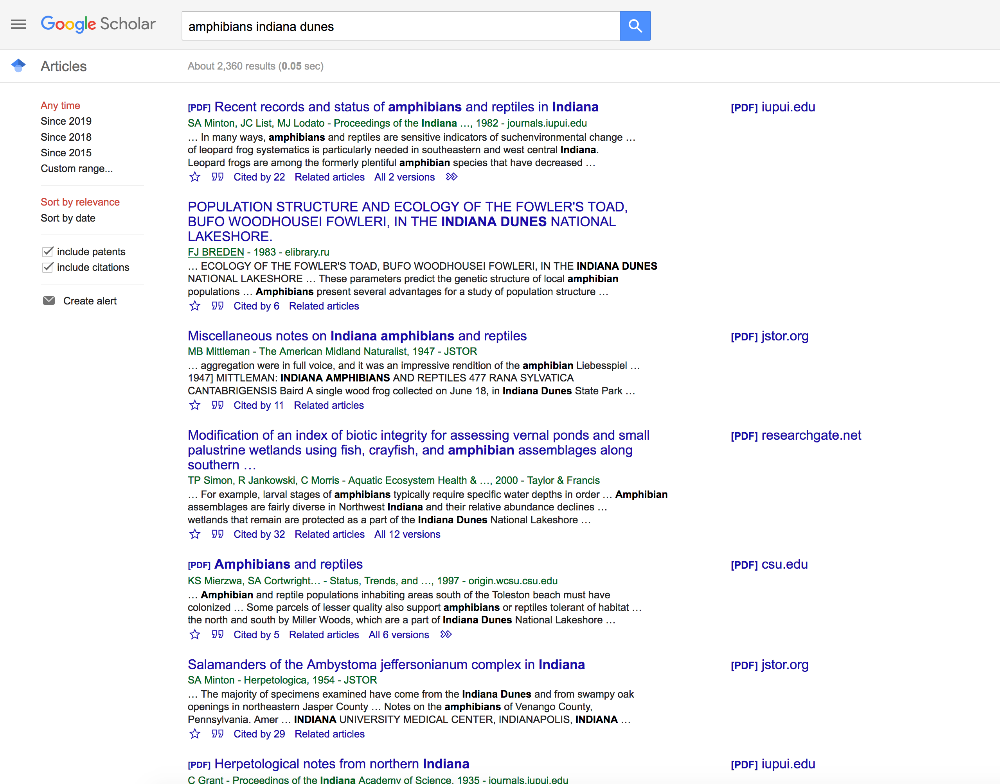 Google Scholar
amphibians indiana dunes
Articles
About 2,360 results (0.05 sec)
Any time
Since 2019
Since 2018
Since 2015
Custom range...
Sort by relevance
Sort by date
include patents
include citations
Create alert
[PDF] Recent records and status of amphibians and reptiles in Indiana
[PDF] iupui.edu
SA Minton, JC List, MJ Lodato - Proceedings of the Indiana …, 1982 - journals.iupui.edu
… In many ways, amphibians and reptiles are sensitive indicators of suchenvironmental change …
of leopard frog systematics is particularly needed in southeastern and west central Indiana.
Leopard frogs are among the formerly plentiful amphibian species that have decreased …
Cited by 22 Related articles All 2 versions
POPULATION STRUCTURE AND ECOLOGY OF THE FOWLER'S TOAD,
BUFO WOODHOUSEI FOWLERI, IN THE INDIANA DUNES NATIONAL
LAKESHORE.
FJ BREDEN - 1983 - elibrary.ru
… ECOLOGY OF THE FOWLER'S TOAD, BUFO WOODHOUSEI FOWLERI, IN THE INDIANA DUNES
NATIONAL LAKESHORE … These parameters predict the genetic structure of local amphibian
populations … Amphibians present several advantages for a study of population structure …
Cited by 6 Related articles
Miscellaneous notes on Indiana amphibians and reptiles
[PDF] jstor.org
MB Mittleman - The American Midland Naturalist, 1947 - JSTOR
… aggregation were in full voice, and it was an impressive rendition of the amphibian Liebesspiel …
1947] MITTLEMAN: INDIANA AMPHIBIANS AND REPTILES 477 RANA SYLVATICA
CANTABRIGENSIS Baird A single wood frog collected on June 18, in Indiana Dunes State Park …
Cited by 11 Related articles
Modification of an index of biotic integrity for assessing vernal ponds and small
palustrine wetlands using fish, crayfish, and amphibian assemblages along
southern …
[PDF] researchgate.net
TP Simon, R Jankowski, C Morris - Aquatic Ecosystem Health & …, 2000 - Taylor & Francis
… For example, larval stages of amphibians typically require specific water depths in order … Amphibian
assemblages are fairly diverse in Northwest Indiana and their relative abundance declines …
wetlands that remain are protected as a part of the Indiana Dunes National Lakeshore …
Cited by 32 Related articles All 12 versions
[PDF] Amphibians and reptiles
[PDF] csu.edu
KS Mierzwa, SA Cortwright… - Status, Trends, and …, 1997 - origin.wcsu.csu.edu
… Amphibian and reptile populations inhabiting areas south of the Toleston beach must have
colonized … Some parcels of lesser quality also support amphibians or reptiles tolerant of habitat …
the north and south by Miller Woods, which are a part of Indiana Dunes National Lakeshore …
Cited by 5 Related articles All 6 versions
Salamanders of the Ambystoma jeffersonianum complex in Indiana
[PDF] jstor.org
SA Minton - Herpetologica, 1954 - JSTOR
… The majority of specimens examined have come from the Indiana Dunes and from swampy oak
openings in northeastern Jasper County … Notes on the amphibians of Venango County,
Pennsylvania. Amer … INDIANA UNIVERSITY MEDICAL CENTER, INDIANAPOLIS, INDIANA …
Cited by 29 Related articles
[PDF] Herpetological notes from northern Indiana
[PDF] iupui.edu
C Grant - Proceedings of the Indiana Academy of Science, 1935 - journals.iupui.edu